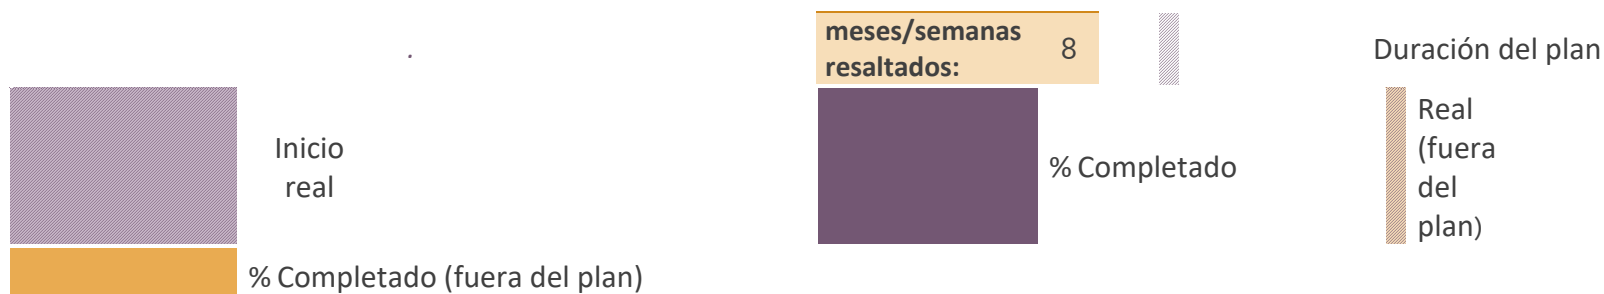 .
meses/semanas
resaltados:
8
Duración del plan
Inicio
real
% Completado
Real
(fuera
del
plan)
% Completado (fuera del plan)